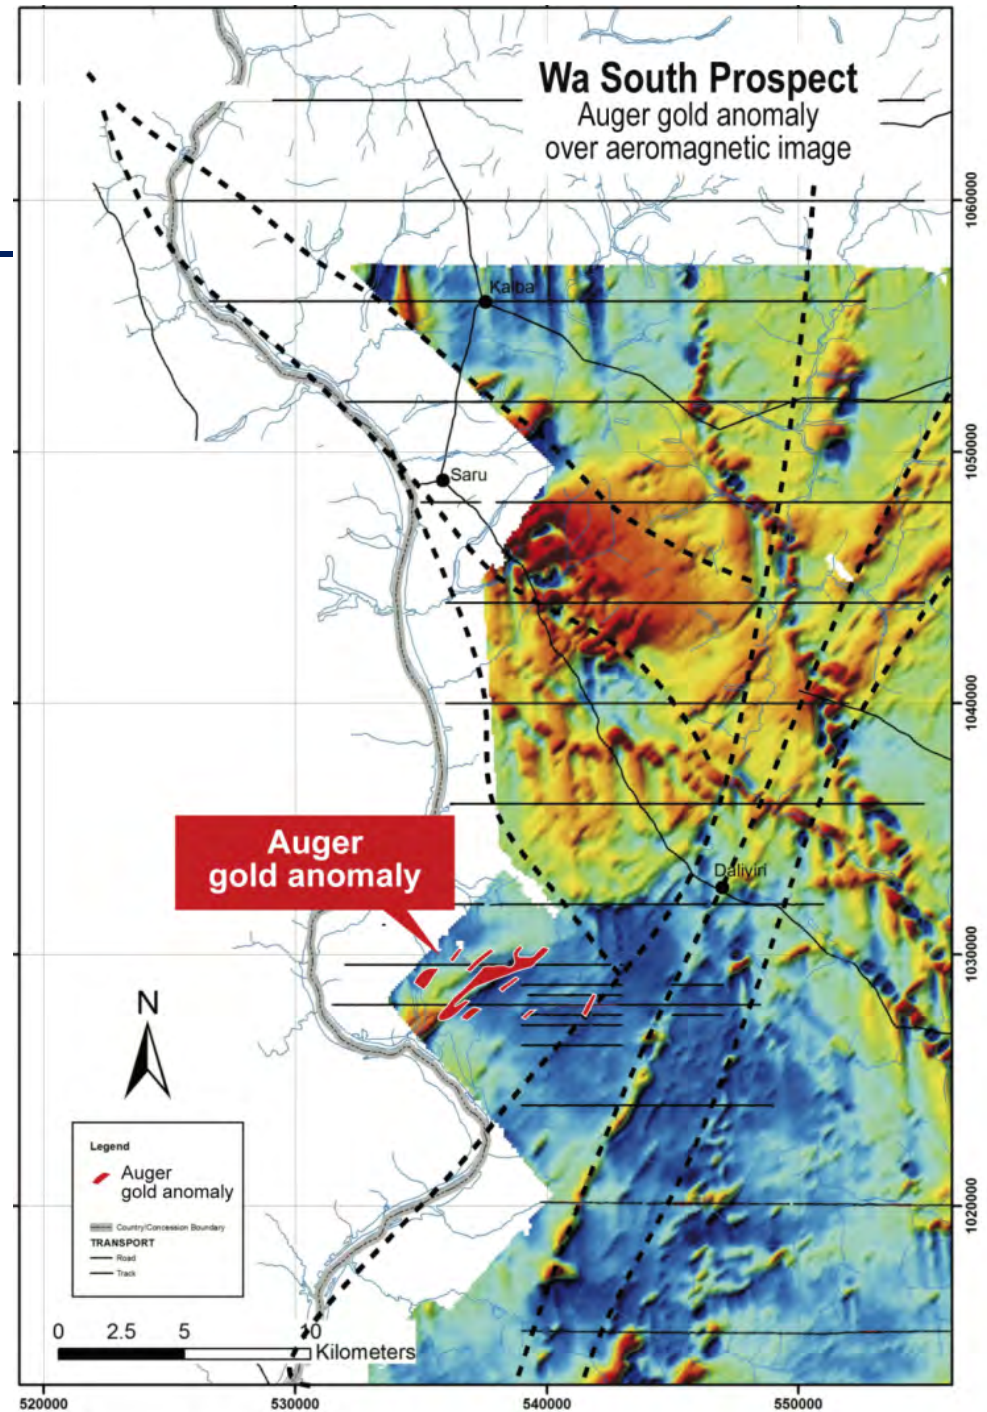 Wa South Prospect
Auger gold anomaly
over aeromagnetic image
1060000
Kalba
1050000
Saru
1040000
Auger
gold anomaly
Daliviri
1030000
N
Legend
Auger
gold anomaly
Country/Concession Boundary
TRANSPORT
Road
Track
1020000
0 2.5 5 10
Kilometers
520000 530000 540000 550000